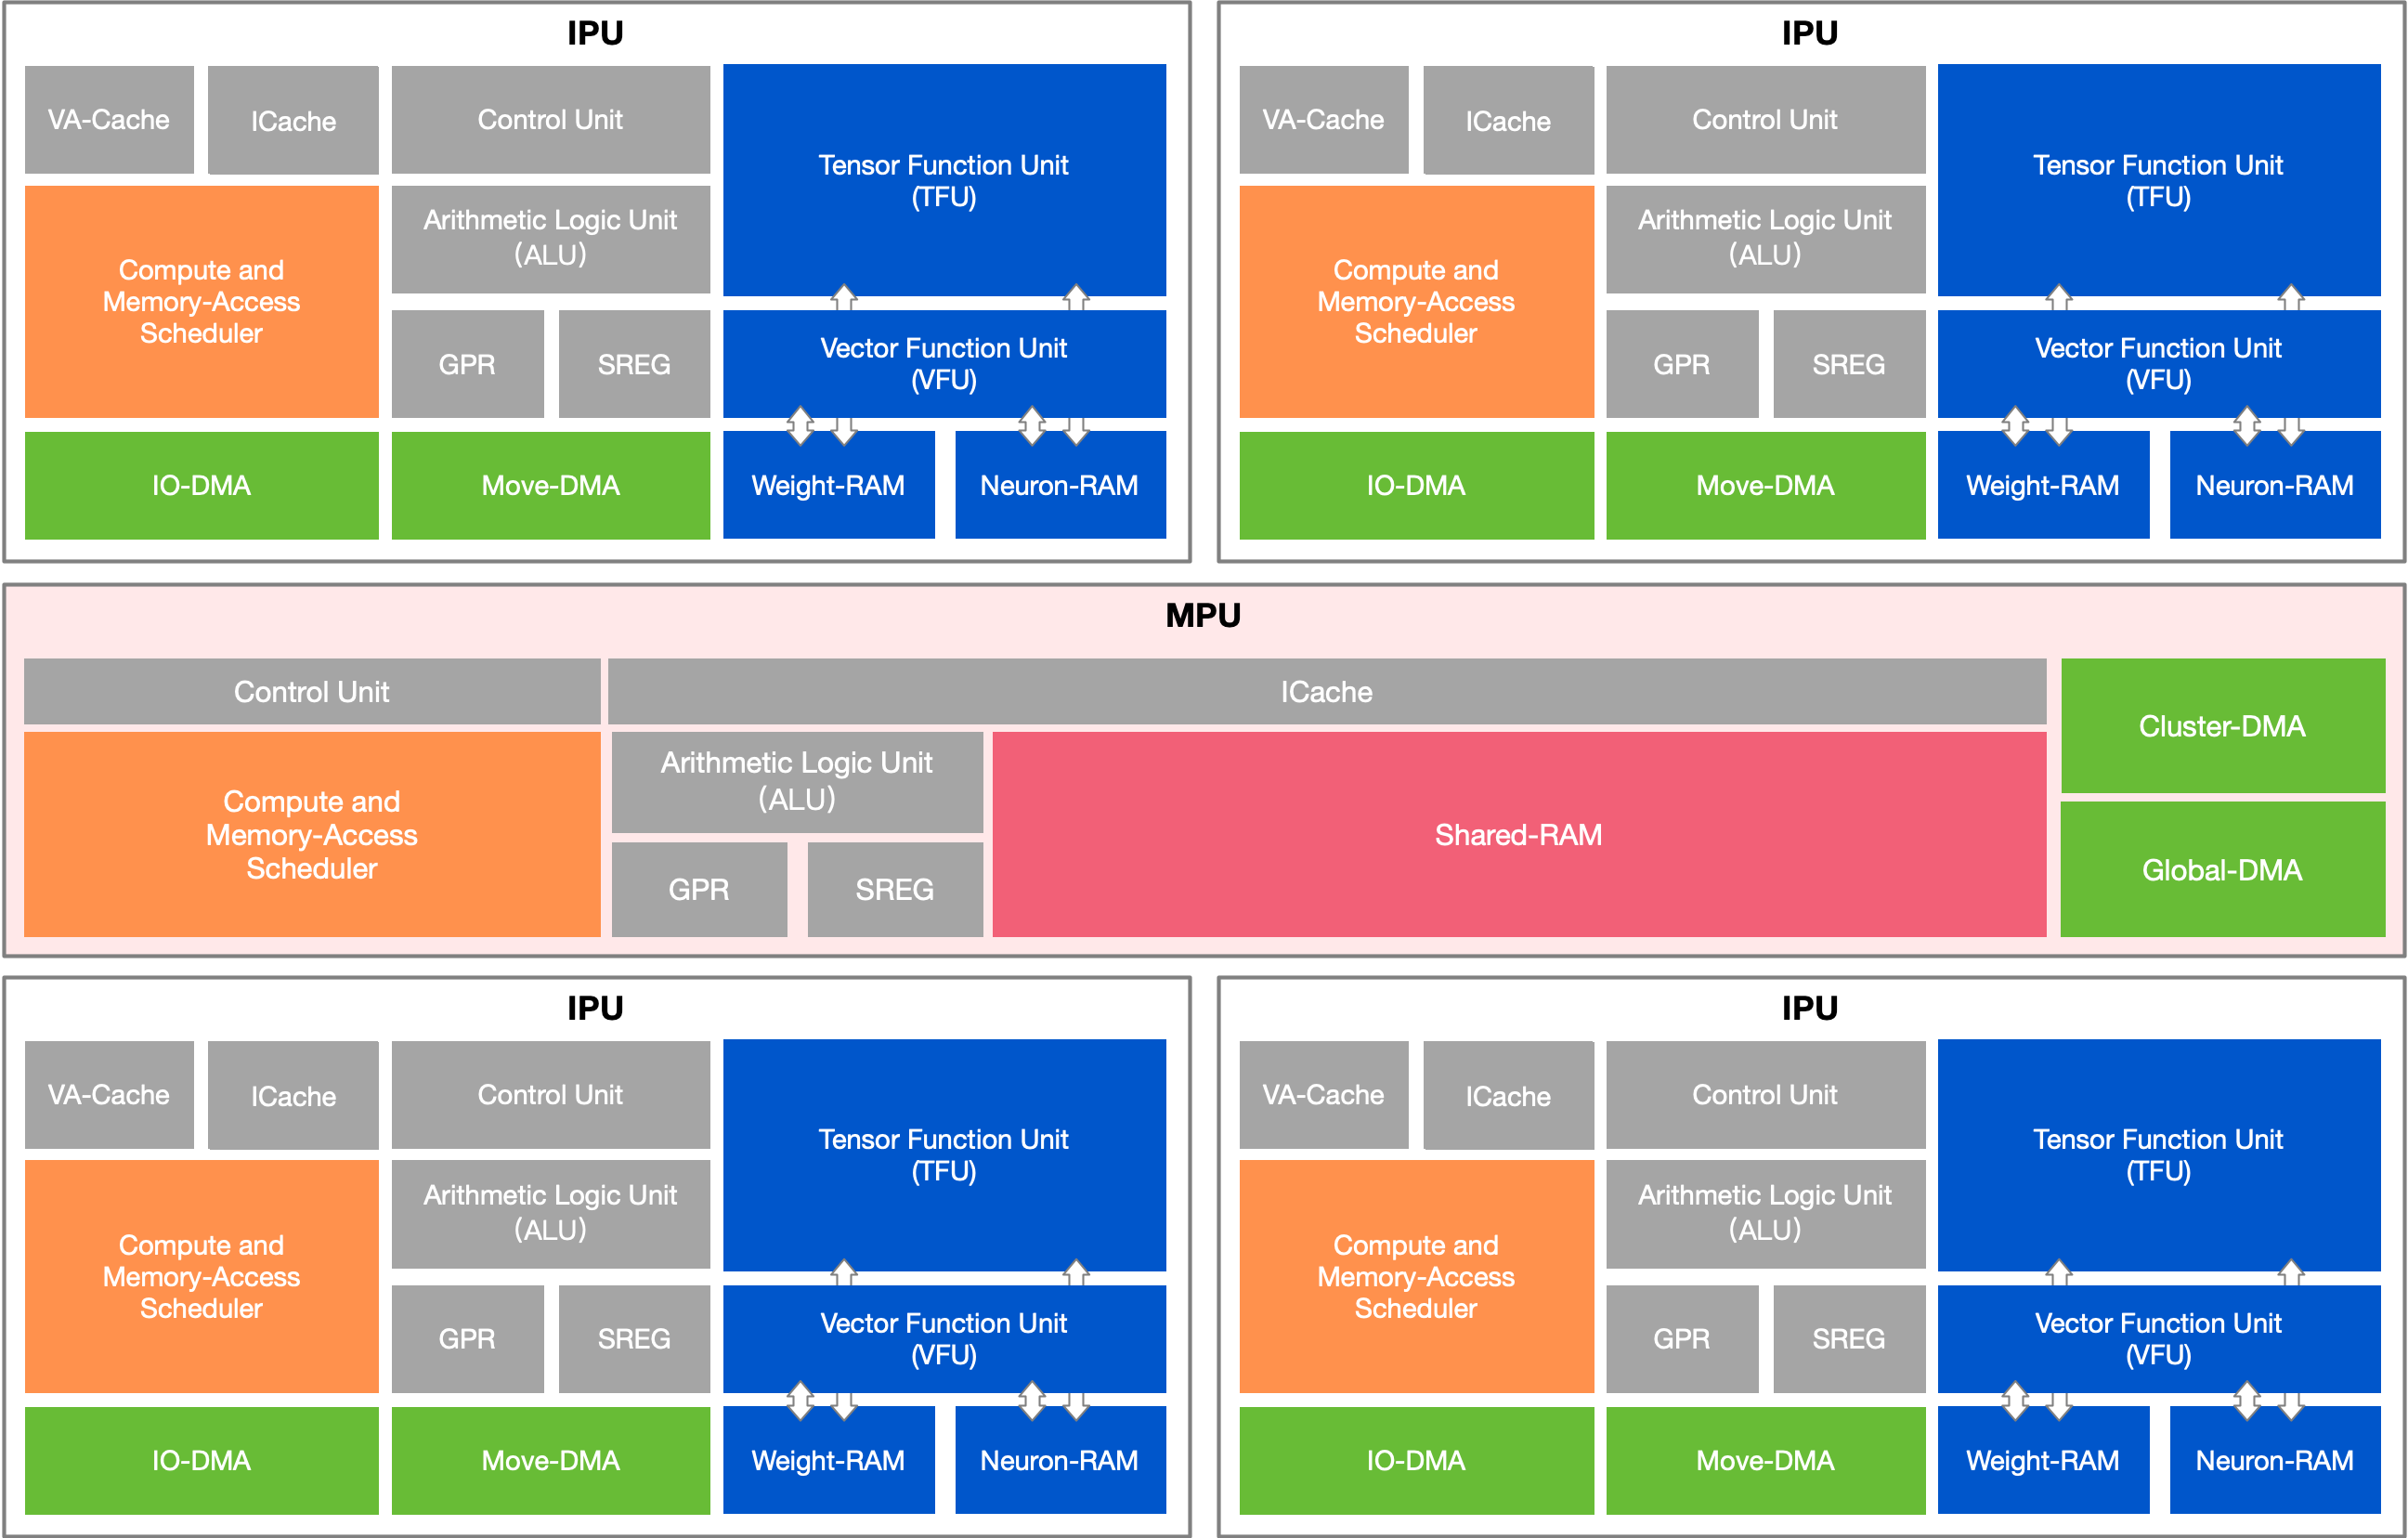 IPU
VA-Cache
ICache
Control Unit
Tensor Function Unit
(TFU)
Compute and
Memory-Access
Scheduler
Arithmetic Logic Unit
(ALU)
GPR
SREG
Vector Function Unit
(VFU)
IO-DMA
Move-DMA
Weight-RAM
Neuron-RAM
IPU
VA-Cache
ICache
Control Unit
Tensor Function Unit
(TFU)
Compute and
Memory-Access
Scheduler
Arithmetic Logic Unit
(ALU)
GPR
SREG
Vector Function Unit
(VFU)
IO-DMA
Move-DMA
Weight-RAM
Neuron-RAM
MPU
Control Unit
ICache
Cluster-DMA
Compute and
Memory-Access
Scheduler
Arithmetic Logic Unit
(ALU)
GPR
SREG
Shared-RAM
Global-DMA
IPU
VA-Cache
ICache
Control Unit
Tensor Function Unit
(TFU)
Compute and
Memory-Access
Scheduler
Arithmetic Logic Unit
(ALU)
GPR
SREG
Vector Function Unit
(VFU)
IO-DMA
Move-DMA
Weight-RAM
Neuron-RAM
IPU
VA-Cache
ICache
Control Unit
Tensor Function Unit
(TFU)
Compute and
Memory-Access
Scheduler
Arithmetic Logic Unit
(ALU)
GPR
SREG
Vector Function Unit
(VFU)
IO-DMA
Move-DMA
Weight-RAM
Neuron-RAM